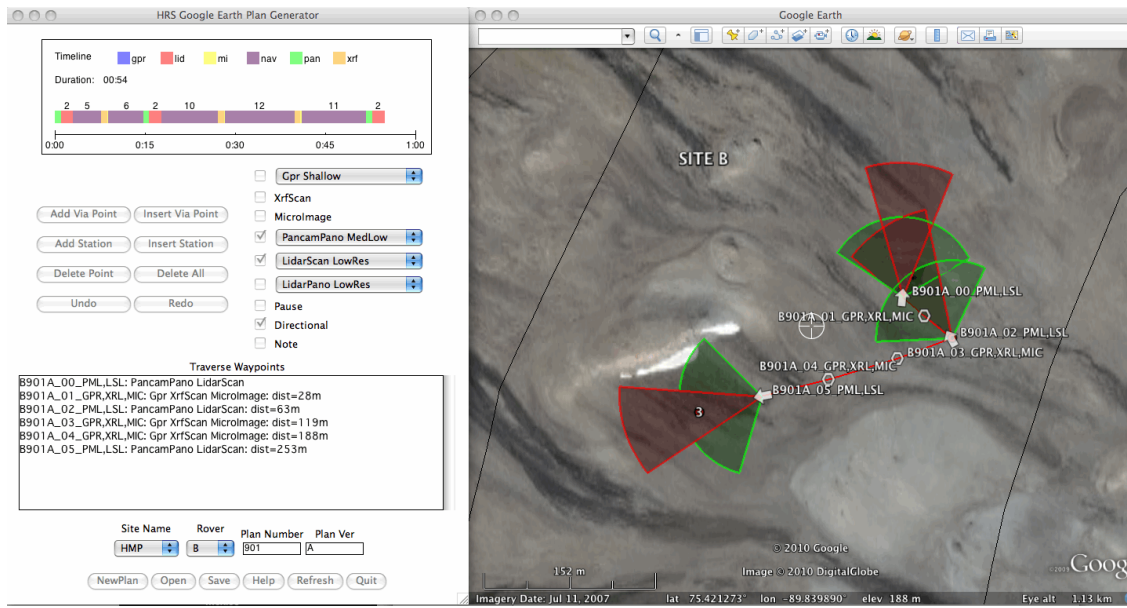 HRS Google Earth Plan Generator
Timeline gpr lid mi nav pan xrf
Duration: 00:54
2 5 6 2 10 12 11 2
0:00 0:15 0:30 0:45 1:00
Gpr Shallow
XrfScan
MicroImage
PancamPano MedLow
LidarScan LowRes
LidarPano LowRes
Pause
Directional
Note
Add Via Point Insert Via Point
Add Station Insert Station
Delete Point Delete All
Undo Redo
Traverse Waypoints
B901A_00_PML,LSL: PancamPano LidarScan
B901A_01_GPR,XRL,MIC: Gpr XrfScan MicroImage: dist=28m
B901A_02_PML,LSL: PancamPano LidarScan: dist=63m
B901A_03_GPR,XRL,MIC: Gpr XrfScan MicroImage: dist=119m
B901A_04_GPR,XRL,MIC: Gpr XrfScan MicroImage: dist=188m
B901A_05_PML,LSL: PancamPano LidarScan: dist=253m
Site Name Rover Plan Number Plan Ver
HMP B 901 A
NewPlan Open Save Help Refresh Quit
Google Earth
SITE B
B901A_00_PML,LSL
B901A_01_GPR,XRL,MIC
B901A_02_PML,LSL
B901A_03_GPR,XRL,MIC
B901A_04_GPR,XRL,MIC
B901A_05_PML,LSL
3
© 2010 Google
Image © 2010 DigitalGlobe
©2009 Goog
152 m
Imagery Date: Jul 11, 2007 lat 75.421273° lon -89.839890° elev 188 m Eye alt 1.13 km